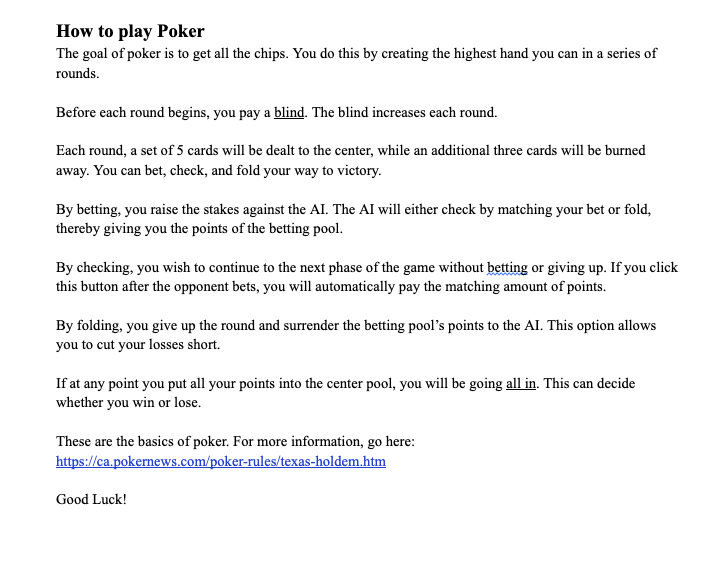 How to play Poker
The goal of poker is to get all the chips. You do this by creating the highest hand you can in a series of
rounds.
Before each round begins, you pay a blind. The blind increases each round.
Each round, a set of 5 cards will be dealt to the center, while an additional three cards will be burned
away. You can bet, check, and fold your way to victory.
By betting, you raise the stakes against the AI. The AI will either check by matching your bet or fold,
thereby giving you the points of the betting pool.
By checking, you wish to continue to the next phase of the game without betting or giving up. If you click
this button after the opponent bets, you will automatically pay the matching amount of points.
By folding, you give up the round and surrender the betting pool’s points to the AI. This option allows
you to cut your losses short.
If at any point you put all your points into the center pool, you will be going all in. This can decide
whether you win or lose.
These are the basics of poker. For more information, go here:
https://ca.pokernews.com/poker-rules/texas-holdem.htm
Good Luck!